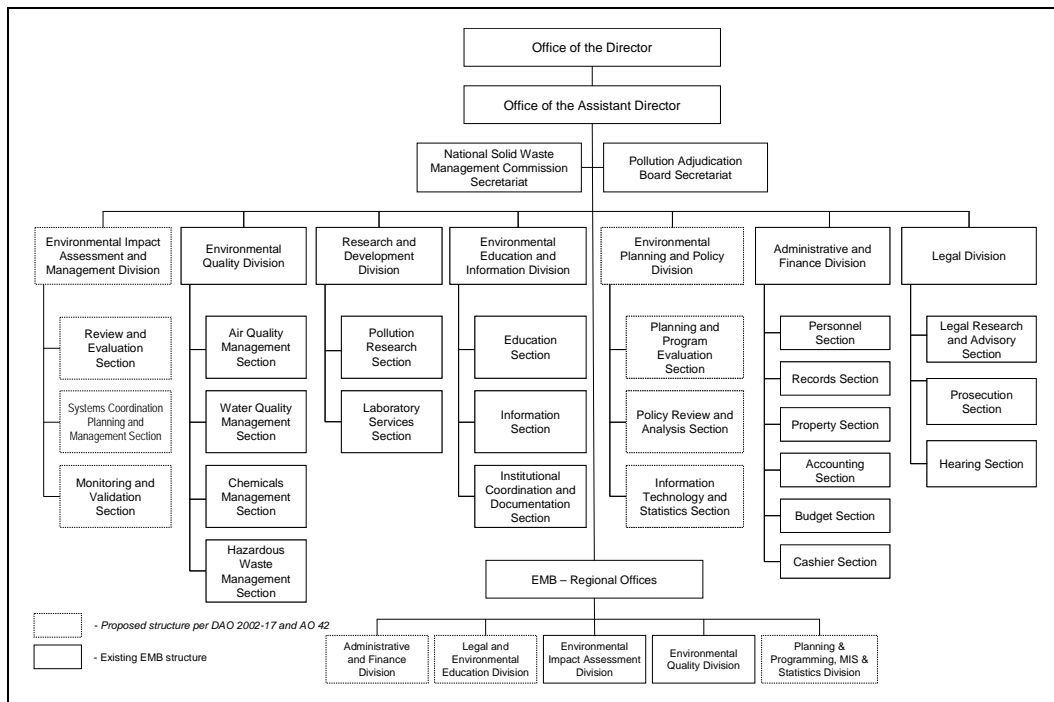 Office of the Director
Office of the Assistant Director
National Solid Waste
Management Commission
Secretariat
Pollution Adjudication
Board Secretariat
Environmental Impact
Assessment and
Management Division
Environmental
Quality Division
Research and
Development
Division
Environmental
Education and
Information Division
Environmental
Planning and Policy
Division
Administrative and
Finance Division
Legal Division
Review and
Evaluation
Section
Systems Coordination
Planning and
Management Section
Monitoring and
Validation
Section
Air Quality
Management
Section
Water Quality
Management
Section
Chemicals
Management
Section
Hazardous
Waste
Management
Section
Pollution
Research
Section
Laboratory
Services
Section
Education
Section
Information
Section
Institutional
Coordination and
Documentation
Section
Planning and
Program
Evaluation
Section
Policy Review and
Analysis Section
Information
Technology and
Statistics Section
Personnel
Section
Records Section
Property Section
Accounting
Section
Budget Section
Cashier Section
Legal Research
and Advisory
Section
Prosecution
Section
Hearing Section
EMB – Regional Offices
Administrative
and Finance
Division
Legal and
Environmental
Education Division
Environmental
Impact Assessment
Division
Environmental
Quality Division
Planning &
Programming, MIS &
Statistics Division
- Proposed structure per DAO 2002-17 and AO 42
- Existing EMB structure